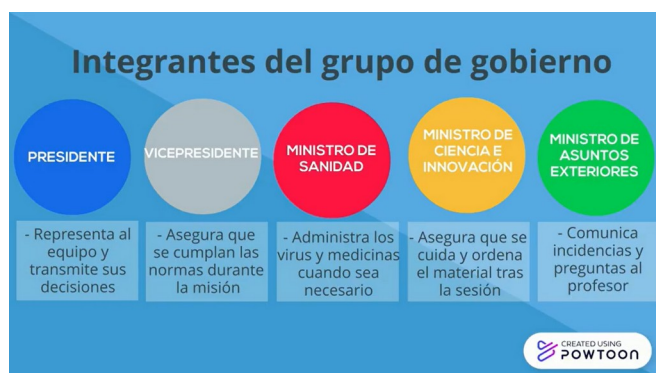 Integrantes del grupo de gobierno
PRESIDENTE
VICEPRESIDENTE
MINISTRO DE
SANIDAD
MINISTRO DE
CIENCIA E
INNOVACIÓN
MINISTRO DE
ASUNTOS
EXTERIORES
- Representa al
equipo y
transmite sus
decisiones
- Asegura que
se cumplan las
normas durante
la misión
- Administra los
virus y medicinas
cuando sea
necesario
- Asegura que se
cuida y ordena
el material tras
la sesión
- Comunica
incidencias y
preguntas al
profesor
CREATED USING
POWTOON